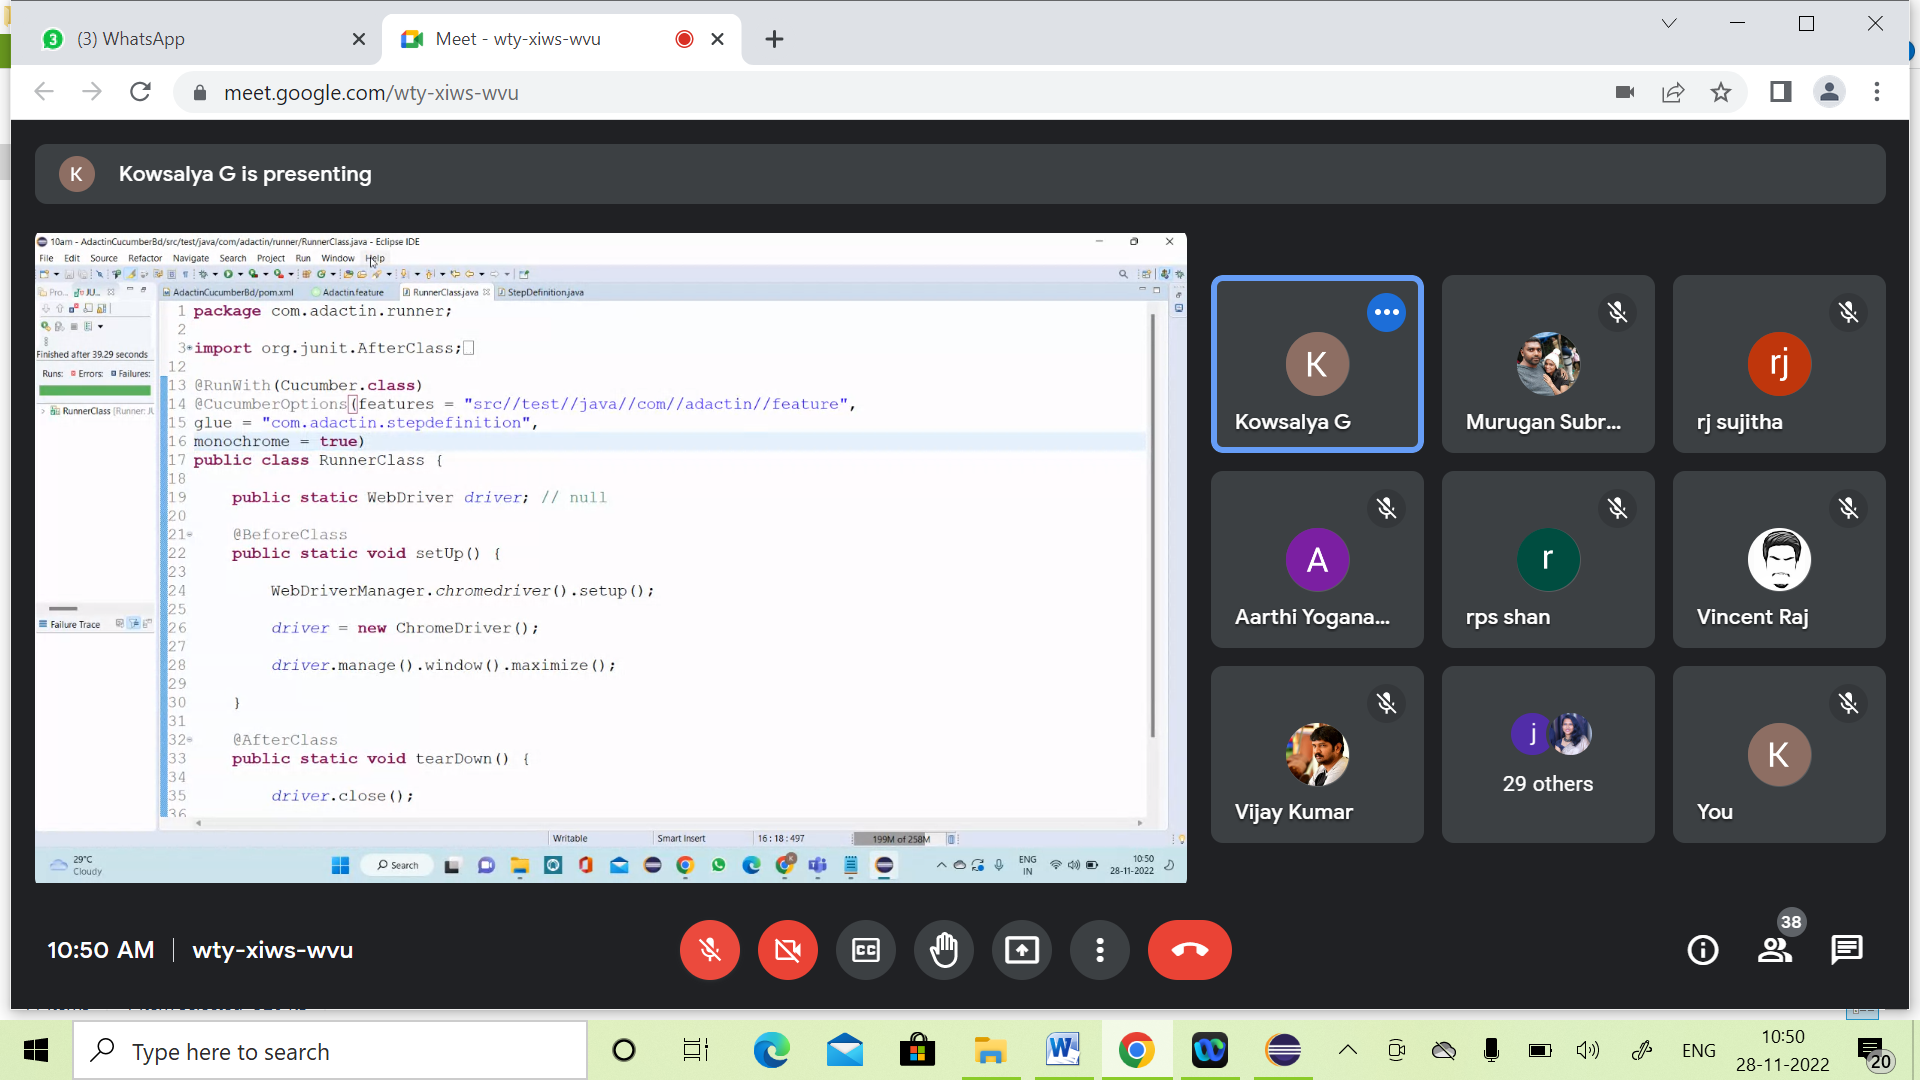 3 (3) WhatsApp
Meet - wty-xiws-wvu
meet.google.com/wty-xiws-wvu
K Kowsalya G is presenting
10am - AdactinCucumberBd/src/test/java/com/adactin/runner/RunnerClass.java - Eclipse IDE
File Edit Source Refactor Navigate Search Project Run Window Help
Pro... JU... AdactinCucumberBd/pom.xml Adactin.feature RunnerClass.java StepDefinition.java
Finished after 39.29 seconds
Runs: Errors: Failures:
RunnerClass [Runner: JU
Failure Trace
1 package com.adactin.runner;
2
3 import org.junit.AfterClass;
12
13 @RunWith(Cucumber.class)
14 @CucumberOptions(features = "src//test//java//com//adactin//feature",
15 glue = "com.adactin.stepdefinition",
16 monochrome = true)
17 public class RunnerClass {
18
19 public static WebDriver driver; // null
20
21 @BeforeClass
22 public static void setUp() {
23
24 WebDriverManager.chromedriver().setup();
25
26 driver = new ChromeDriver();
27
28 driver.manage().window().maximize();
29
30 }
31
32 @AfterClass
33 public static void tearDown() {
34
35 driver.close();
36
Writable Smart Insert 16 : 18 : 497 199M of 258M
29°C
Cloudy
Search
ENG
IN
10:50
28-11-2022
K
Kowsalya G
Murugan Subr...
rj
rj sujitha
A
Aarthi Yogana...
r
rps shan
Vincent Raj
Vijay Kumar
j
29 others
K
You
10:50 AM | wty-xiws-wvu
CC
38
Type here to search
ENG
10:50
28-11-2022
20